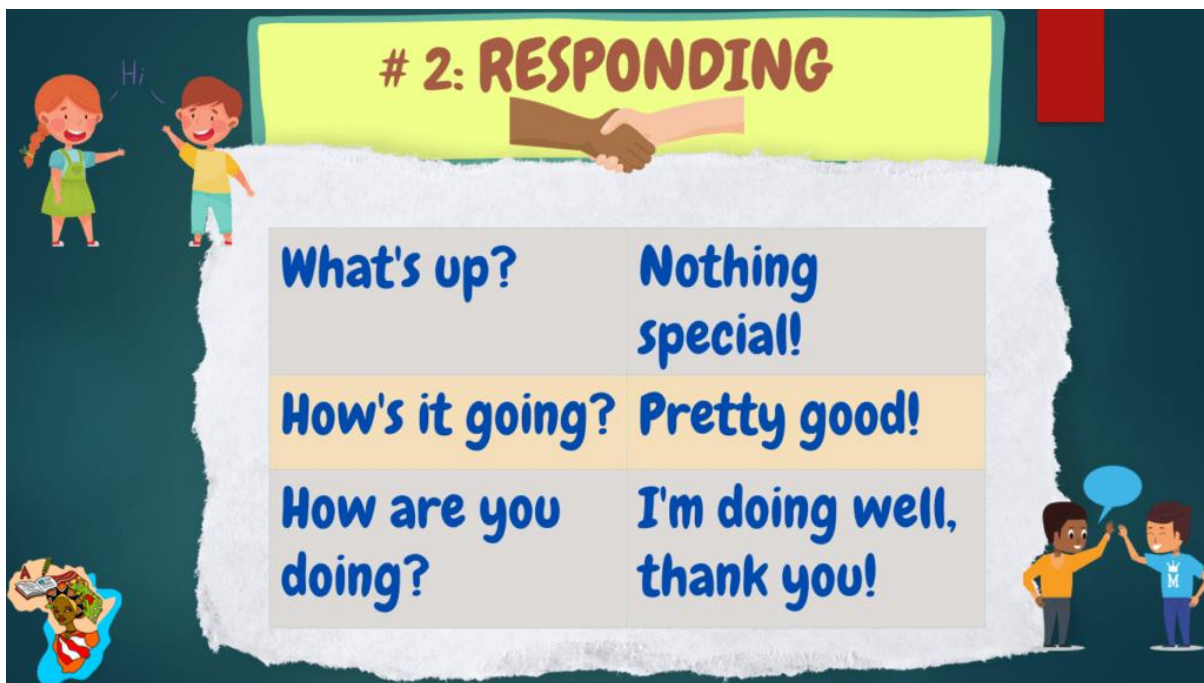 # 2: RESPONDING
Hi
What's up?
Nothing
special!
How's it going?
Pretty good!
How are you
doing?
I'm doing well,
thank you!
A
M